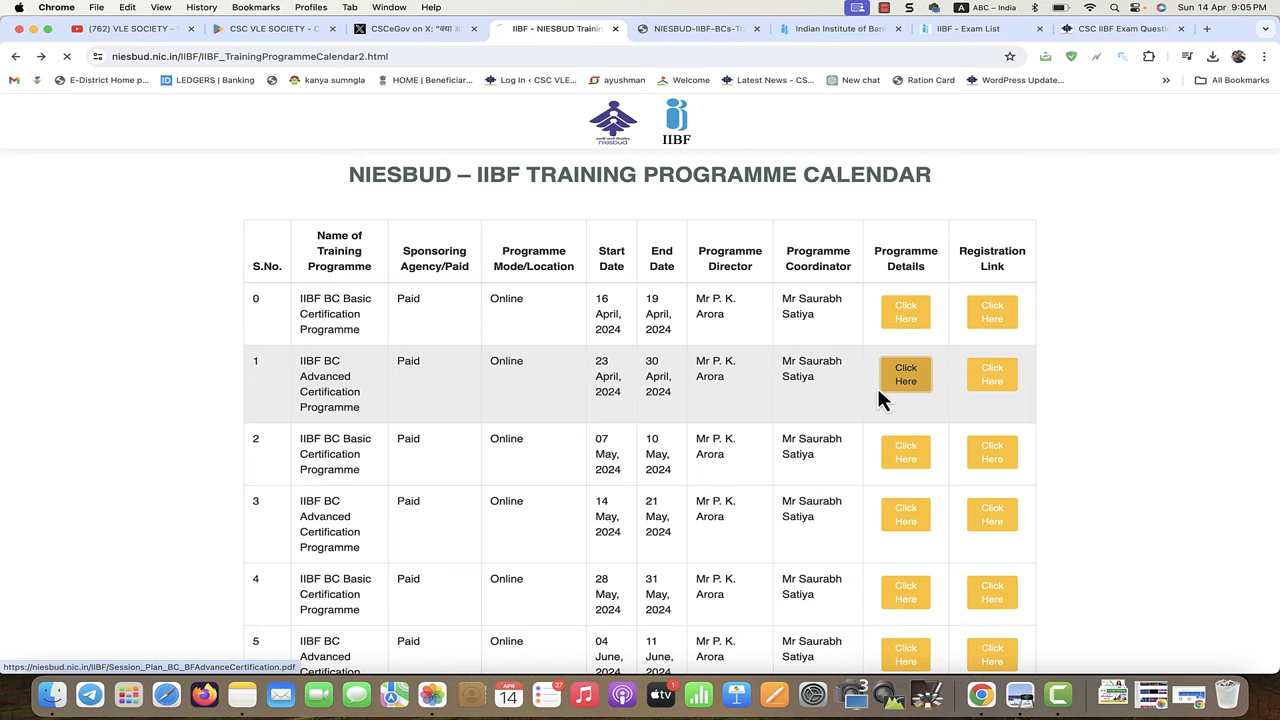 Chrome File Edit View History Bookmarks Profiles Tab Window Help ABC – India Sun 14 Apr 9:05 PM
(762) VLE SOCIETY - CSC VLE SOCIETY - C CSCeGov on X: "क्या आ IIBF - NIESBUD Trainin NIESBUD-IIBF-BCs-Tr Indian Institute of Ban IIBF - Exam List CSC IIBF Exam Questi
niesbud.nic.in/IIBF/IIBF_TrainingProgrammeCalendar2.html
E-District Home p... LEDGERS | Banking kanya sumngla HOME | Beneficiar... Log In ‹ CSC VLE... ayushman Welcome Latest News - CS... New chat Ration Card WordPress Update... » All Bookmarks
niesbud IIBF
NIESBUD – IIBF TRAINING PROGRAMME CALENDAR
S.No. Name of Training Programme Sponsoring Agency/Paid Programme Mode/Location Start Date End Date Programme Director Programme Coordinator Programme Details Registration Link
0 IIBF BC Basic Certification Programme Paid Online 16 April, 2024 19 April, 2024 Mr P. K. Arora Mr Saurabh Satiya Click Here Click Here
1 IIBF BC Advanced Certification Programme Paid Online 23 April, 2024 30 April, 2024 Mr P. K. Arora Mr Saurabh Satiya Click Here Click Here
2 IIBF BC Basic Certification Programme Paid Online 07 May, 2024 10 May, 2024 Mr P. K. Arora Mr Saurabh Satiya Click Here Click Here
3 IIBF BC Advanced Certification Programme Paid Online 14 May, 2024 21 May, 2024 Mr P. K. Arora Mr Saurabh Satiya Click Here Click Here
4 IIBF BC Basic Certification Programme Paid Online 28 May, 2024 31 May, 2024 Mr P. K. Arora Mr Saurabh Satiya Click Here Click Here
5 IIBF BC Advanced Certification Paid Online 04 June, 11 June, Mr P. K. Arora Mr Saurabh Satiya Click Here Click Here
https://niesbud.nic.in/IIBF/Session_Plan_BC_BFAdvanceCertification.pdf
APR 14 27 tv 1 3